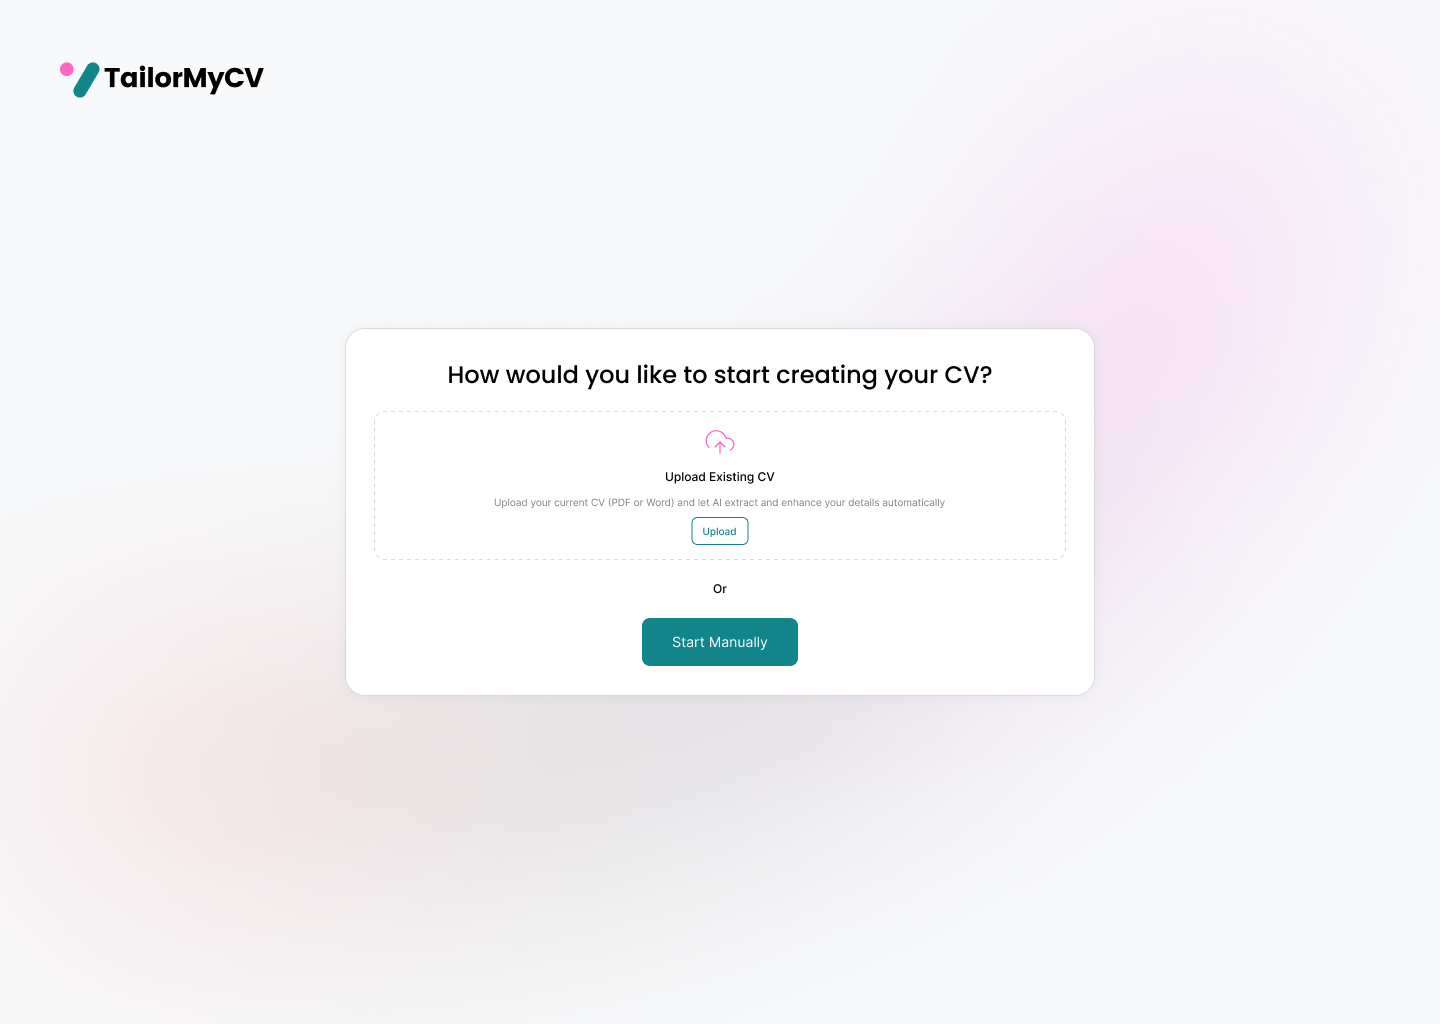 TailorMyCV
How would you like to start creating your CV?
Upload Existing CV
Upload your current CV (PDF or Word) and let AI extract and enhance your details automatically
Upload
Or
Start Manually